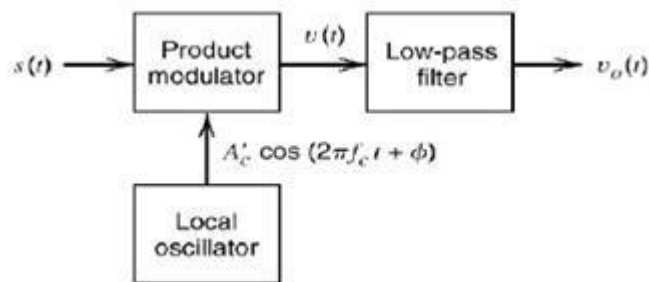 s(t)
Product
modulator
v(t)
Low-pass
filter
v_o(t)
A'_c cos (2πf_c t + ϕ)
Local
oscillator